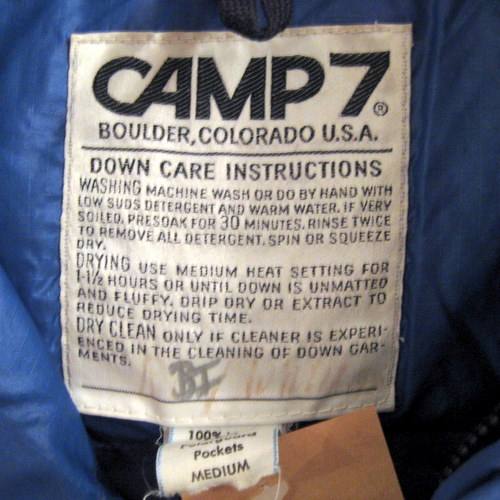 CAMP 7®
BOULDER, COLORADO U.S.A.
DOWN CARE INSTRUCTIONS
WASHING MACHINE WASH OR DO BY HAND WITH
LOW SUDS DETERGENT AND WARM WATER. IF VERY
SOILED, PRESOAK FOR 30 MINUTES. RINSE TWICE
TO REMOVE ALL DETERGENT. SPIN OR SQUEEZE
DRY.
DRYING USE MEDIUM HEAT SETTING FOR
1-1/2 HOURS OR UNTIL DOWN IS UNMATTED
AND FLUFFY. DRIP DRY OR EXTRACT TO
REDUCE DRYING TIME.
DRY CLEAN ONLY IF CLEANER IS EXPERI-
ENCED IN THE CLEANING OF DOWN GAR-
MENTS.
BJ
100%
Pockets
MEDIUM